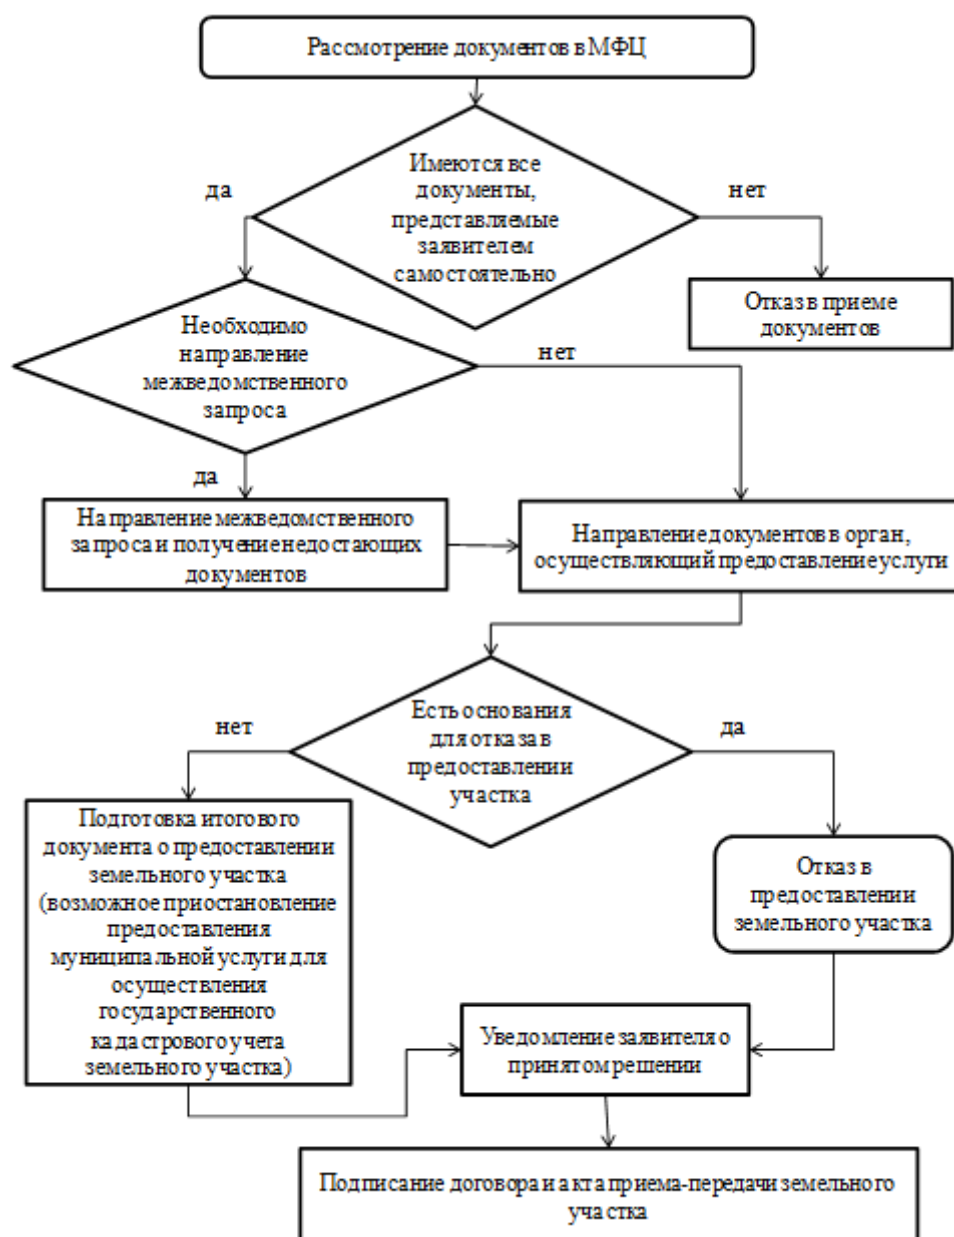 Рассмотрение документов в МФЦ
Имеются все
документы,
представляемые
заявителем
самостоятельно
да
нет
Отказ в приеме
документов
Необходимо
направление
межведомственного
запроса
нет
да
Направление межведомственного
запроса и получение недостающих
документов
Направление документов в орган,
осуществляющий предоставление услуги
Есть основания
для отказа в
предоставлении
участка
нет
да
Подготовка итогового
документа о предоставлении
земельного участка
(возможное приостановление
предоставления
муниципальной услуги для
осуществления
государственного
кадастрового учета
земельного участка)
Отказ в
предоставлении
земельного участка
Уведомление заявителя о
принятом решении
Подписание договора и акта приема-передачи земельного
участка